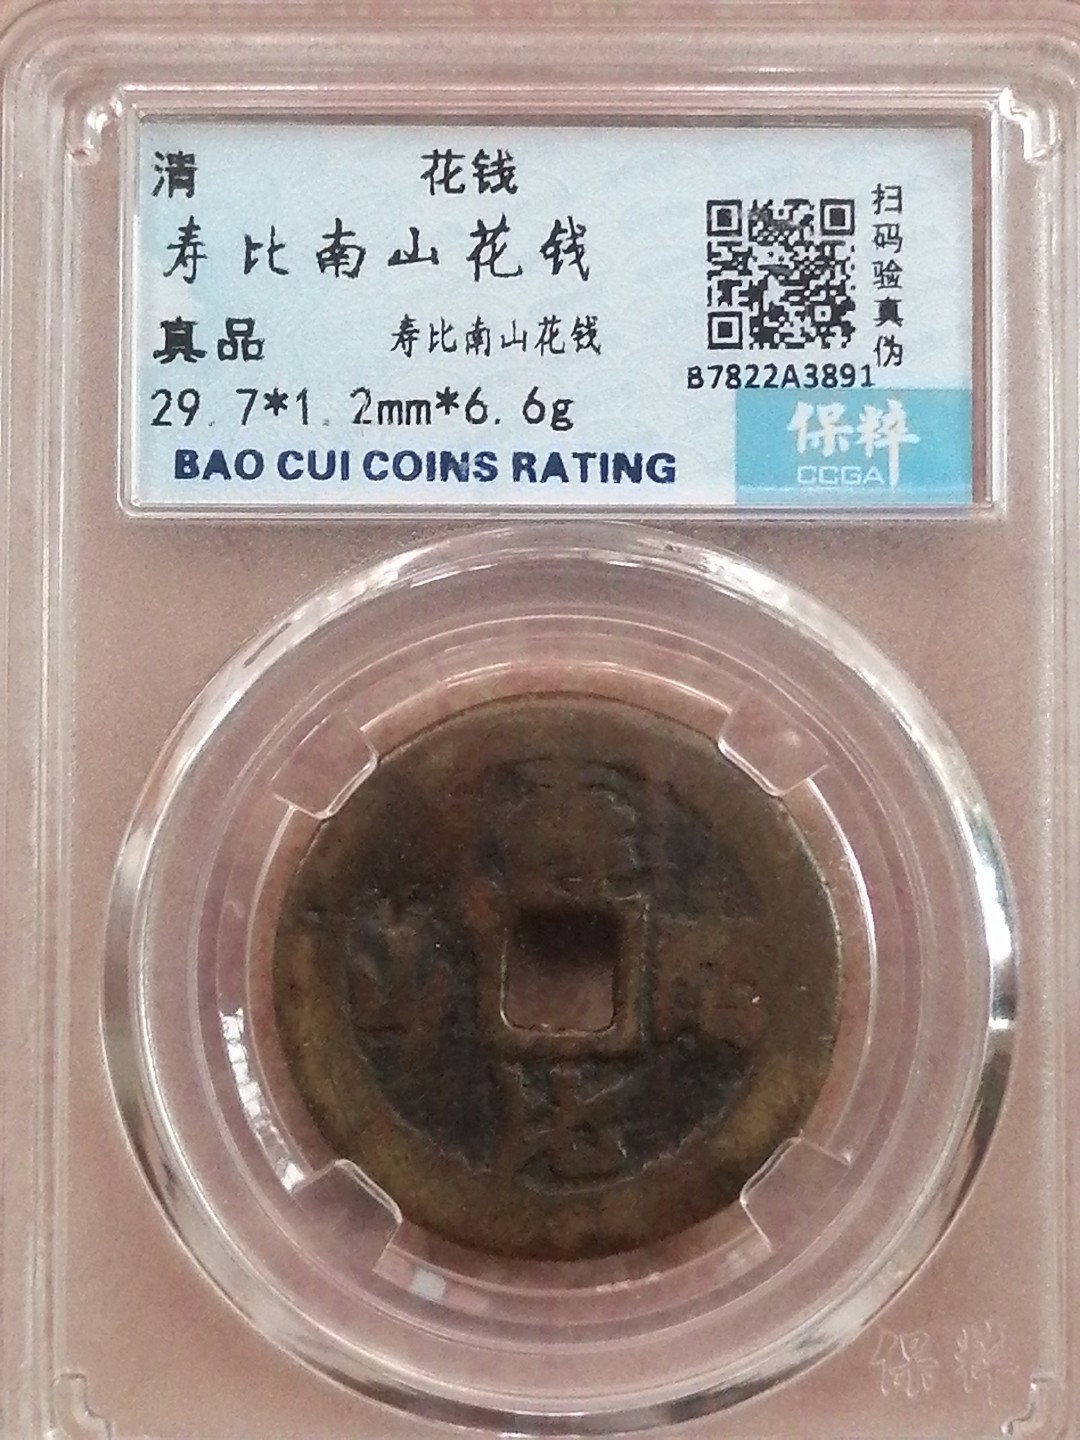 清 花钱
寿比南山花钱
真品 寿比南山花钱
29.7*1.2mm*6.6g
BAO CUI COINS RATING
扫码验真伪
B7822A3891
保粹
CCGA
保粹